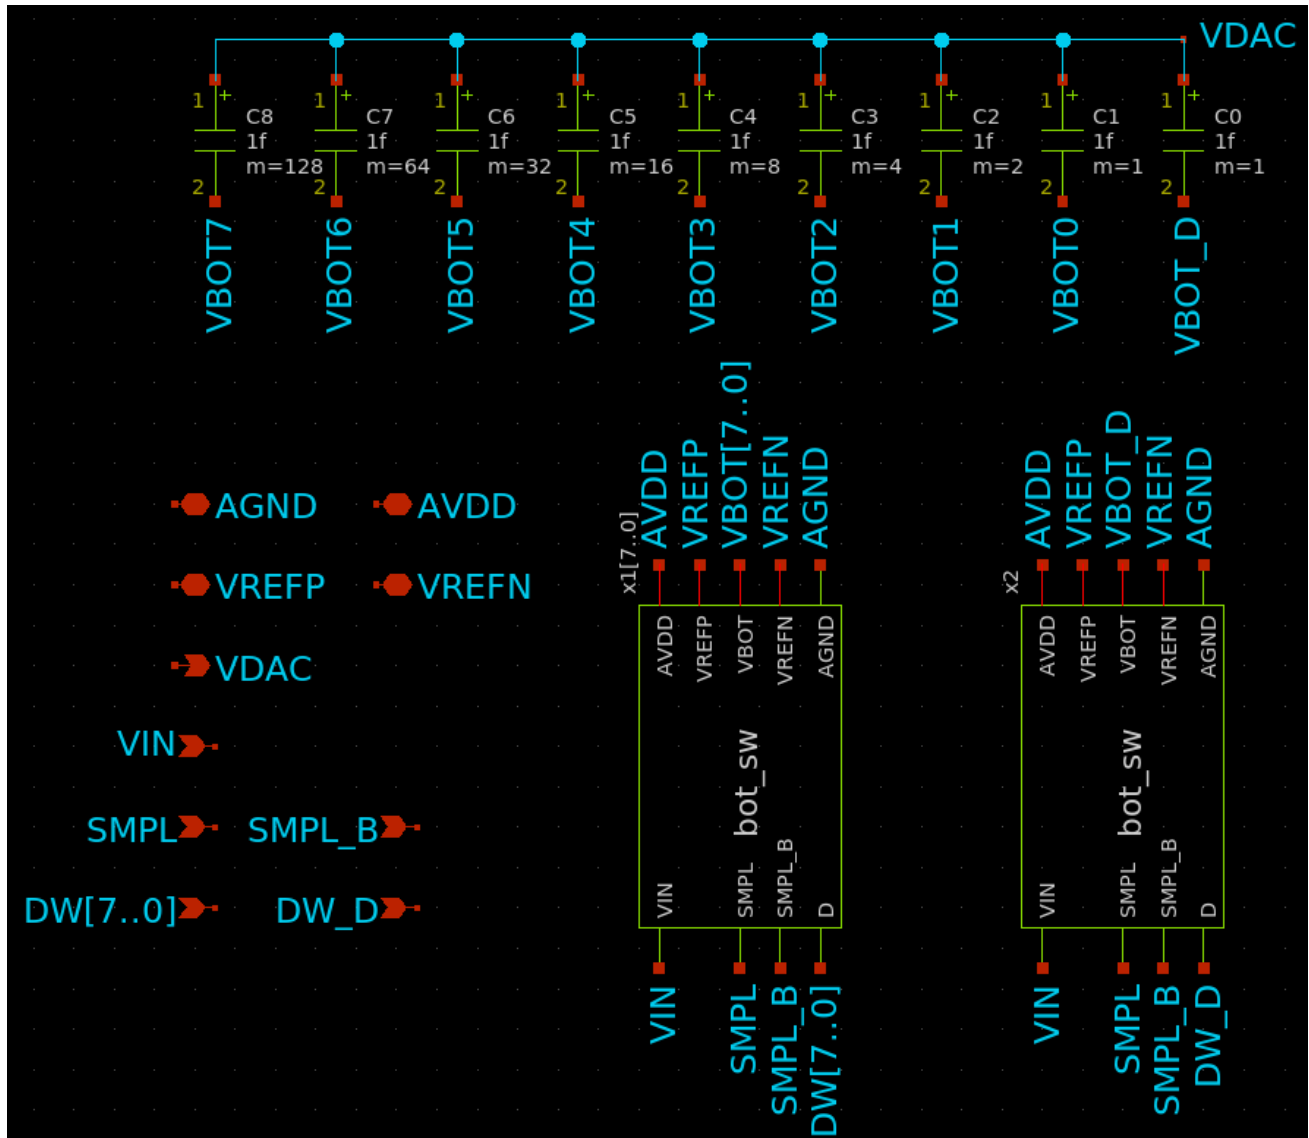 VDAC
1 + 1 + 1 + 1 + 1 + 1 + 1 + 1 + 1 +
C8 C7 C6 C5 C4 C3 C2 C1 C0
1f 1f 1f 1f 1f 1f 1f 1f 1f
m=128 m=64 m=32 m=16 m=8 m=4 m=2 m=1 m=1
2 2 2 2 2 2 2 2 2
VBOT7 VBOT6 VBOT5 VBOT4 VBOT3 VBOT2 VBOT1 VBOT0 VBOT_D
AGND AVDD
VREFP VREFN
VDAC
VIN
SMPL SMPL_B
DW[7..0] DW_D
x1[7..0]
AVDD VREFP VBOT[7..0] VREFN AGND
AVDD VREFP VBOT VREFN AGND
bot_sw
VIN SMPL SMPL_B D
VIN SMPL SMPL_B DW[7..0]
x2
AVDD VREFP VBOT_D VREFN AGND
AVDD VREFP VBOT VREFN AGND
bot_sw
VIN SMPL SMPL_B D
VIN SMPL SMPL_B DW_D